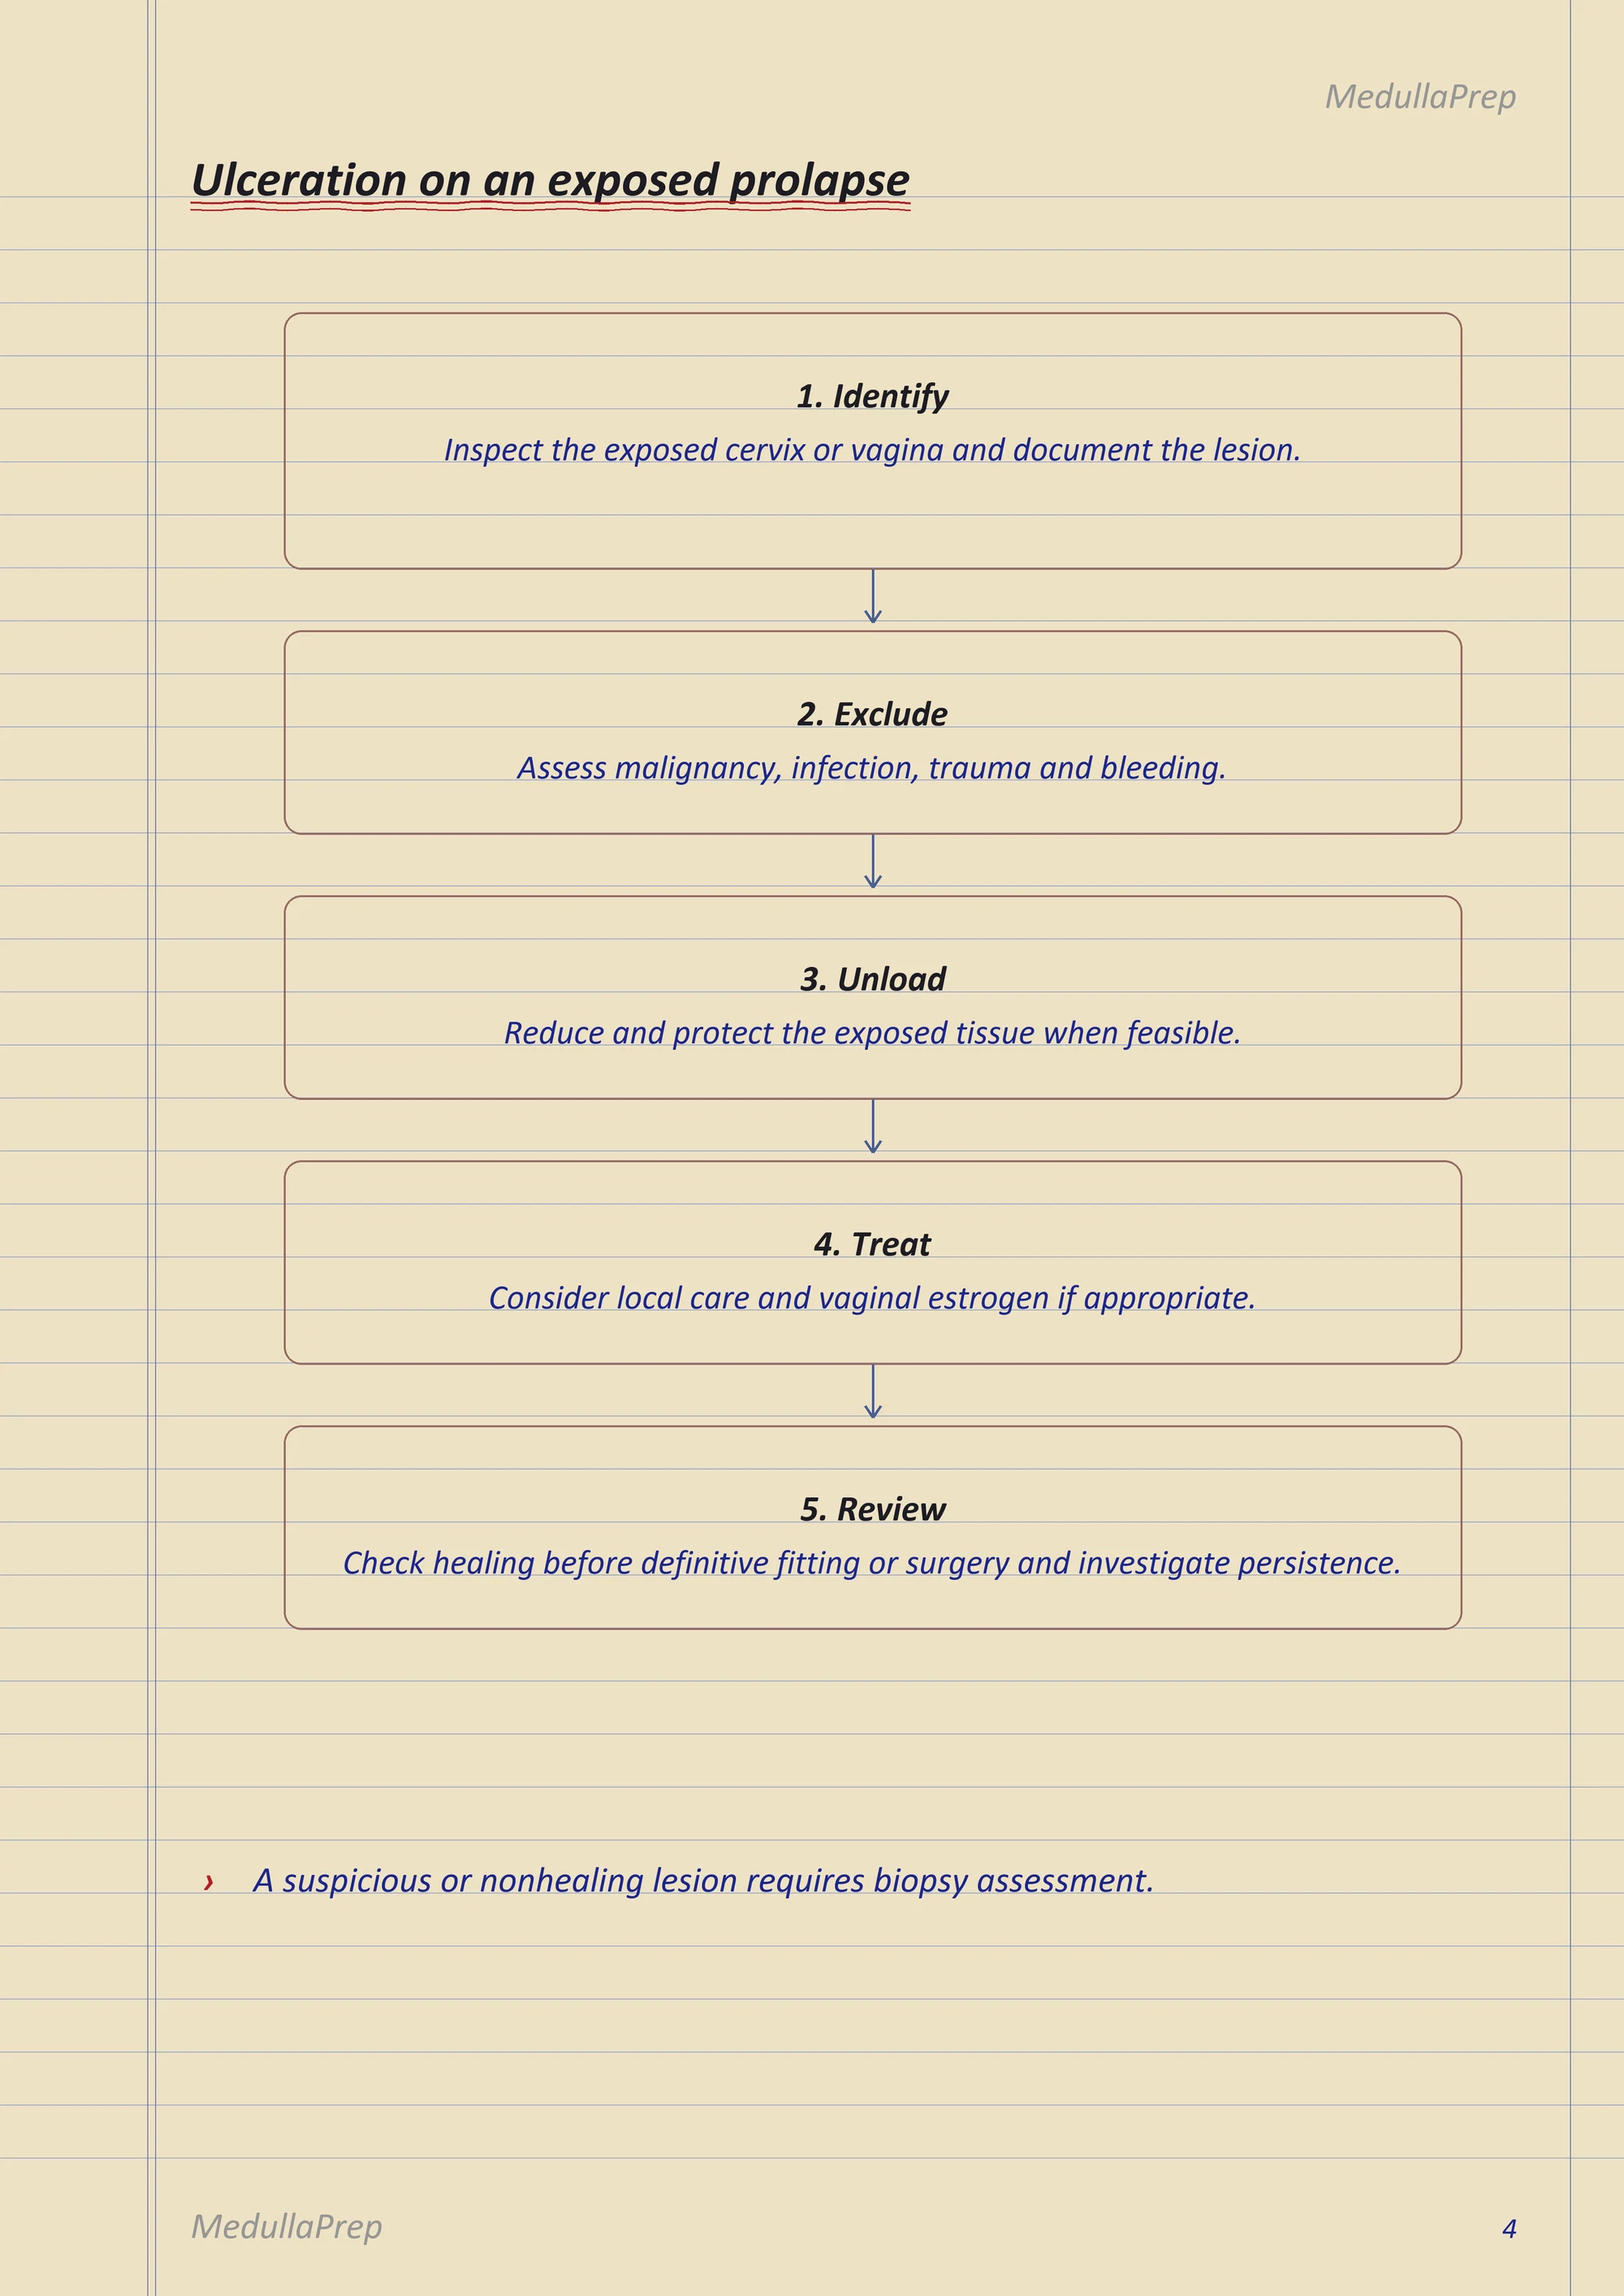 MedullaPrep
Ulceration on an exposed prolapse
1. Identify
Inspect the exposed cervix or vagina and document the lesion.
2. Exclude
Assess malignancy, infection, trauma and bleeding.
3. Unload
Reduce and protect the exposed tissue when feasible.
4. Treat
Consider local care and vaginal estrogen if appropriate.
5. Review
Check healing before definitive fitting or surgery and investigate persistence.
› A suspicious or nonhealing lesion requires biopsy assessment.
MedullaPrep
4